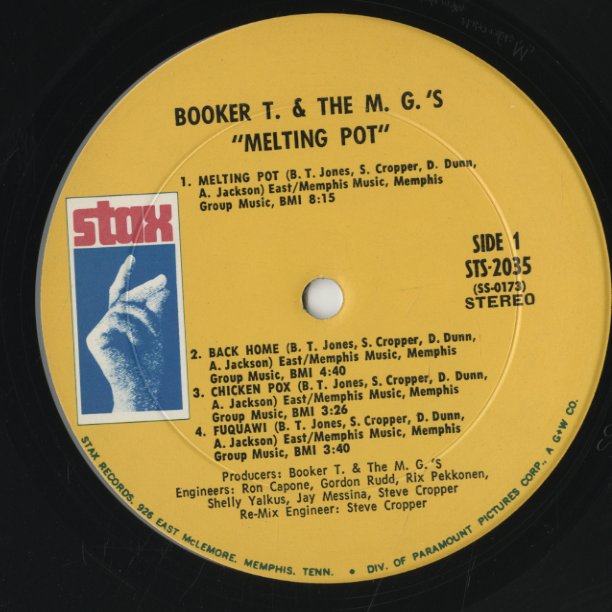 BOOKER T. & THE M. G.'S
"MELTING POT"
1. MELTING POT (B. T. Jones, S. Cropper, D. Dunn,
A. Jackson) East/Memphis Music, Memphis
Group Music, BMI 8:15
stax
SIDE 1
STS-2035
(SS-0173)
STEREO
2. BACK HOME (B. T. Jones, S. Cropper, D. Dunn,
A. Jackson) East/Memphis Music, Memphis
Group Music, BMI 4:40
3. CHICKEN POX (B. T. Jones, S. Cropper, D. Dunn,
A. Jackson) East/Memphis Music, Memphis
Group Music, BMI 3:26
4. FUQUAWI (B. T. Jones, S. Cropper, D. Dunn,
A. Jackson) East/Memphis Music, Memphis
Group Music, BMI 3:40
Producers: Booker T. & The M. G.'S
Engineers: Ron Capone, Gordon Rudd, Rix Pekkonen,
Shelly Yalkus, Jay Messina, Steve Cropper
Re-Mix Engineer: Steve Cropper
STAX RECORDS, 926 EAST McLEMORE, MEMPHIS, TENN. • DIV. OF PARAMOUNT PICTURES CORP., A G+W CO.